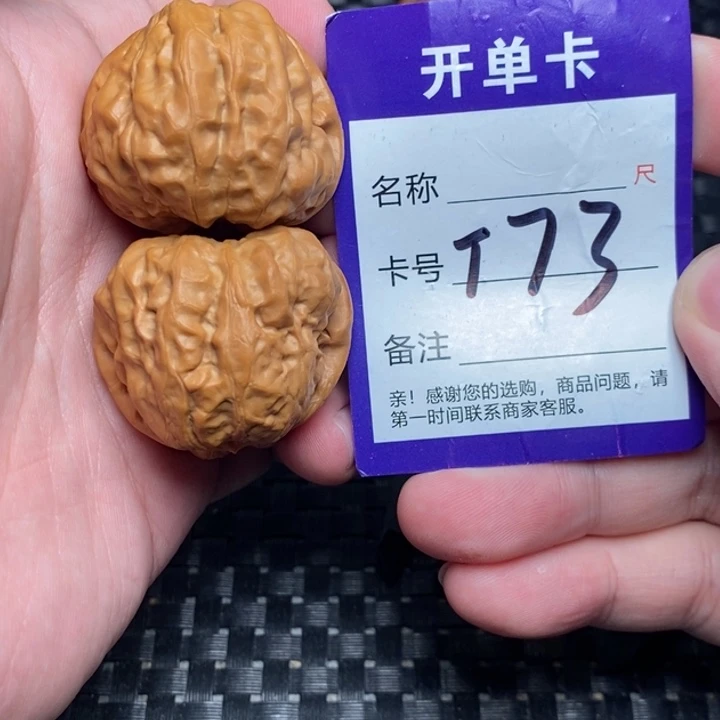 开单卡
名称 尺
卡号 T73
备注
亲！感谢您的选购，商品问题，请
第一时间联系商家客服。